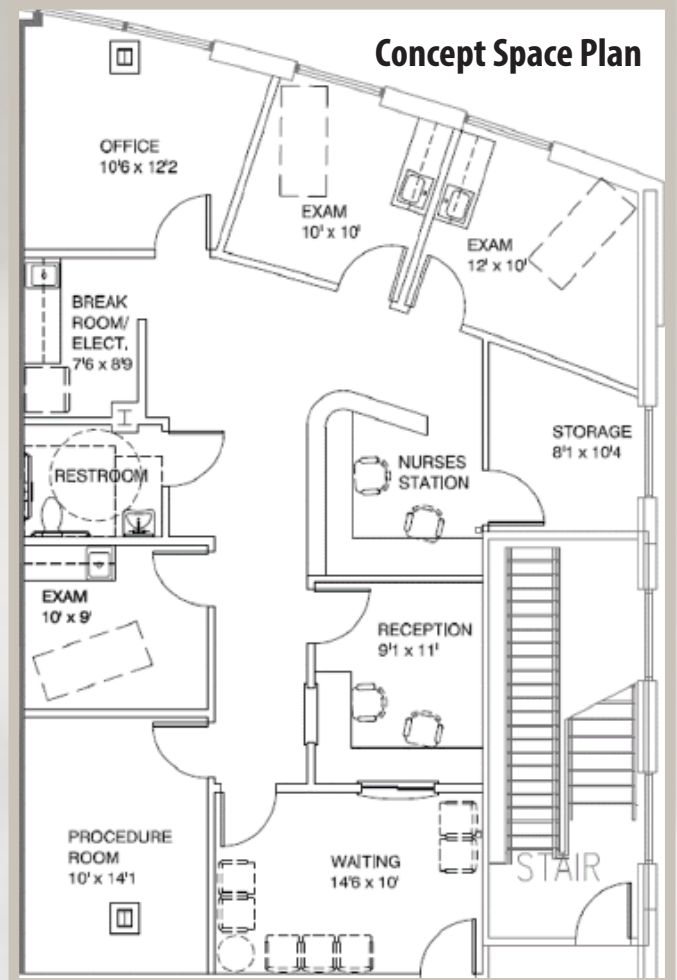 Concept Space Plan
OFFICE
10'6 x 12'2
EXAM
10' x 10'
EXAM
12' x 10'
BREAK
ROOM/
ELECT.
7'6 x 8'9
STORAGE
8'1 x 10'4
NURSES
STATION
RESTROOM
EXAM
10' x 9'
RECEPTION
9'1 x 11'
PROCEDURE
ROOM
10' x 14'1
WAITING
14'6 x 10'
STAIR